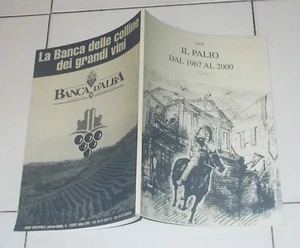 La Banca delle colline
dei grandi vini
BANCA D'ALBA
IL PALIO
DAL 1967 AL 2000